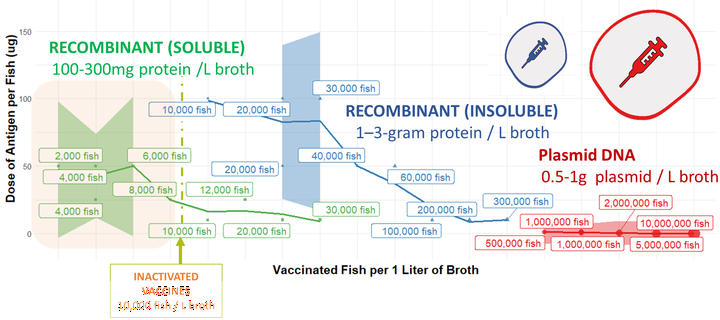 RECOMBINANT (SOLUBLE)
100-300mg protein /L broth
RECOMBINANT (INSOLUBLE)
1–3-gram protein / L broth
Plasmid DNA
0.5-1g plasmid / L broth
Dose of Antigen per Fish (ug)
150
100
50
0
30,000 fish
10,000 fish
20,000 fish
2,000 fish
6,000 fish
40,000 fish
4,000 fish
20,000 fish
60,000 fish
8,000 fish
12,000 fish
4,000 fish
30,000 fish
200,000 fish
300,000 fish
2,000,000 fish
10,000 fish
20,000 fish
100,000 fish
1,000,000 fish
10,000,000 fish
500,000 fish
1,000,000 fish
5,000,000 fish
Vaccinated Fish per 1 Liter of Broth
INACTIVATED
VACCINES
10,000 fish / L broth